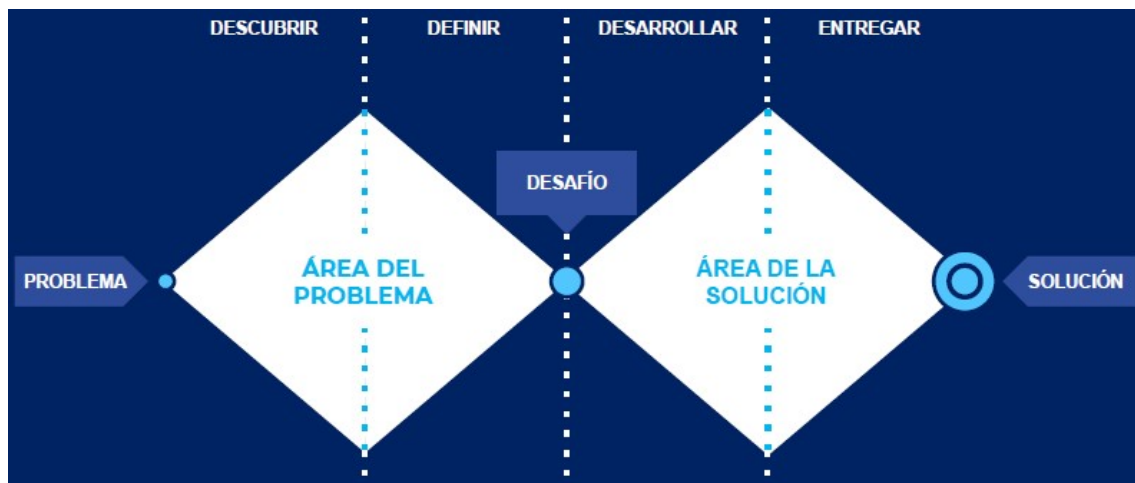 DESCUBRIR
DEFINIR
DESARROLLAR
ENTREGAR
DESAFÍO
PROBLEMA
ÁREA DEL
PROBLEMA
ÁREA DE LA
SOLUCIÓN
SOLUCIÓN